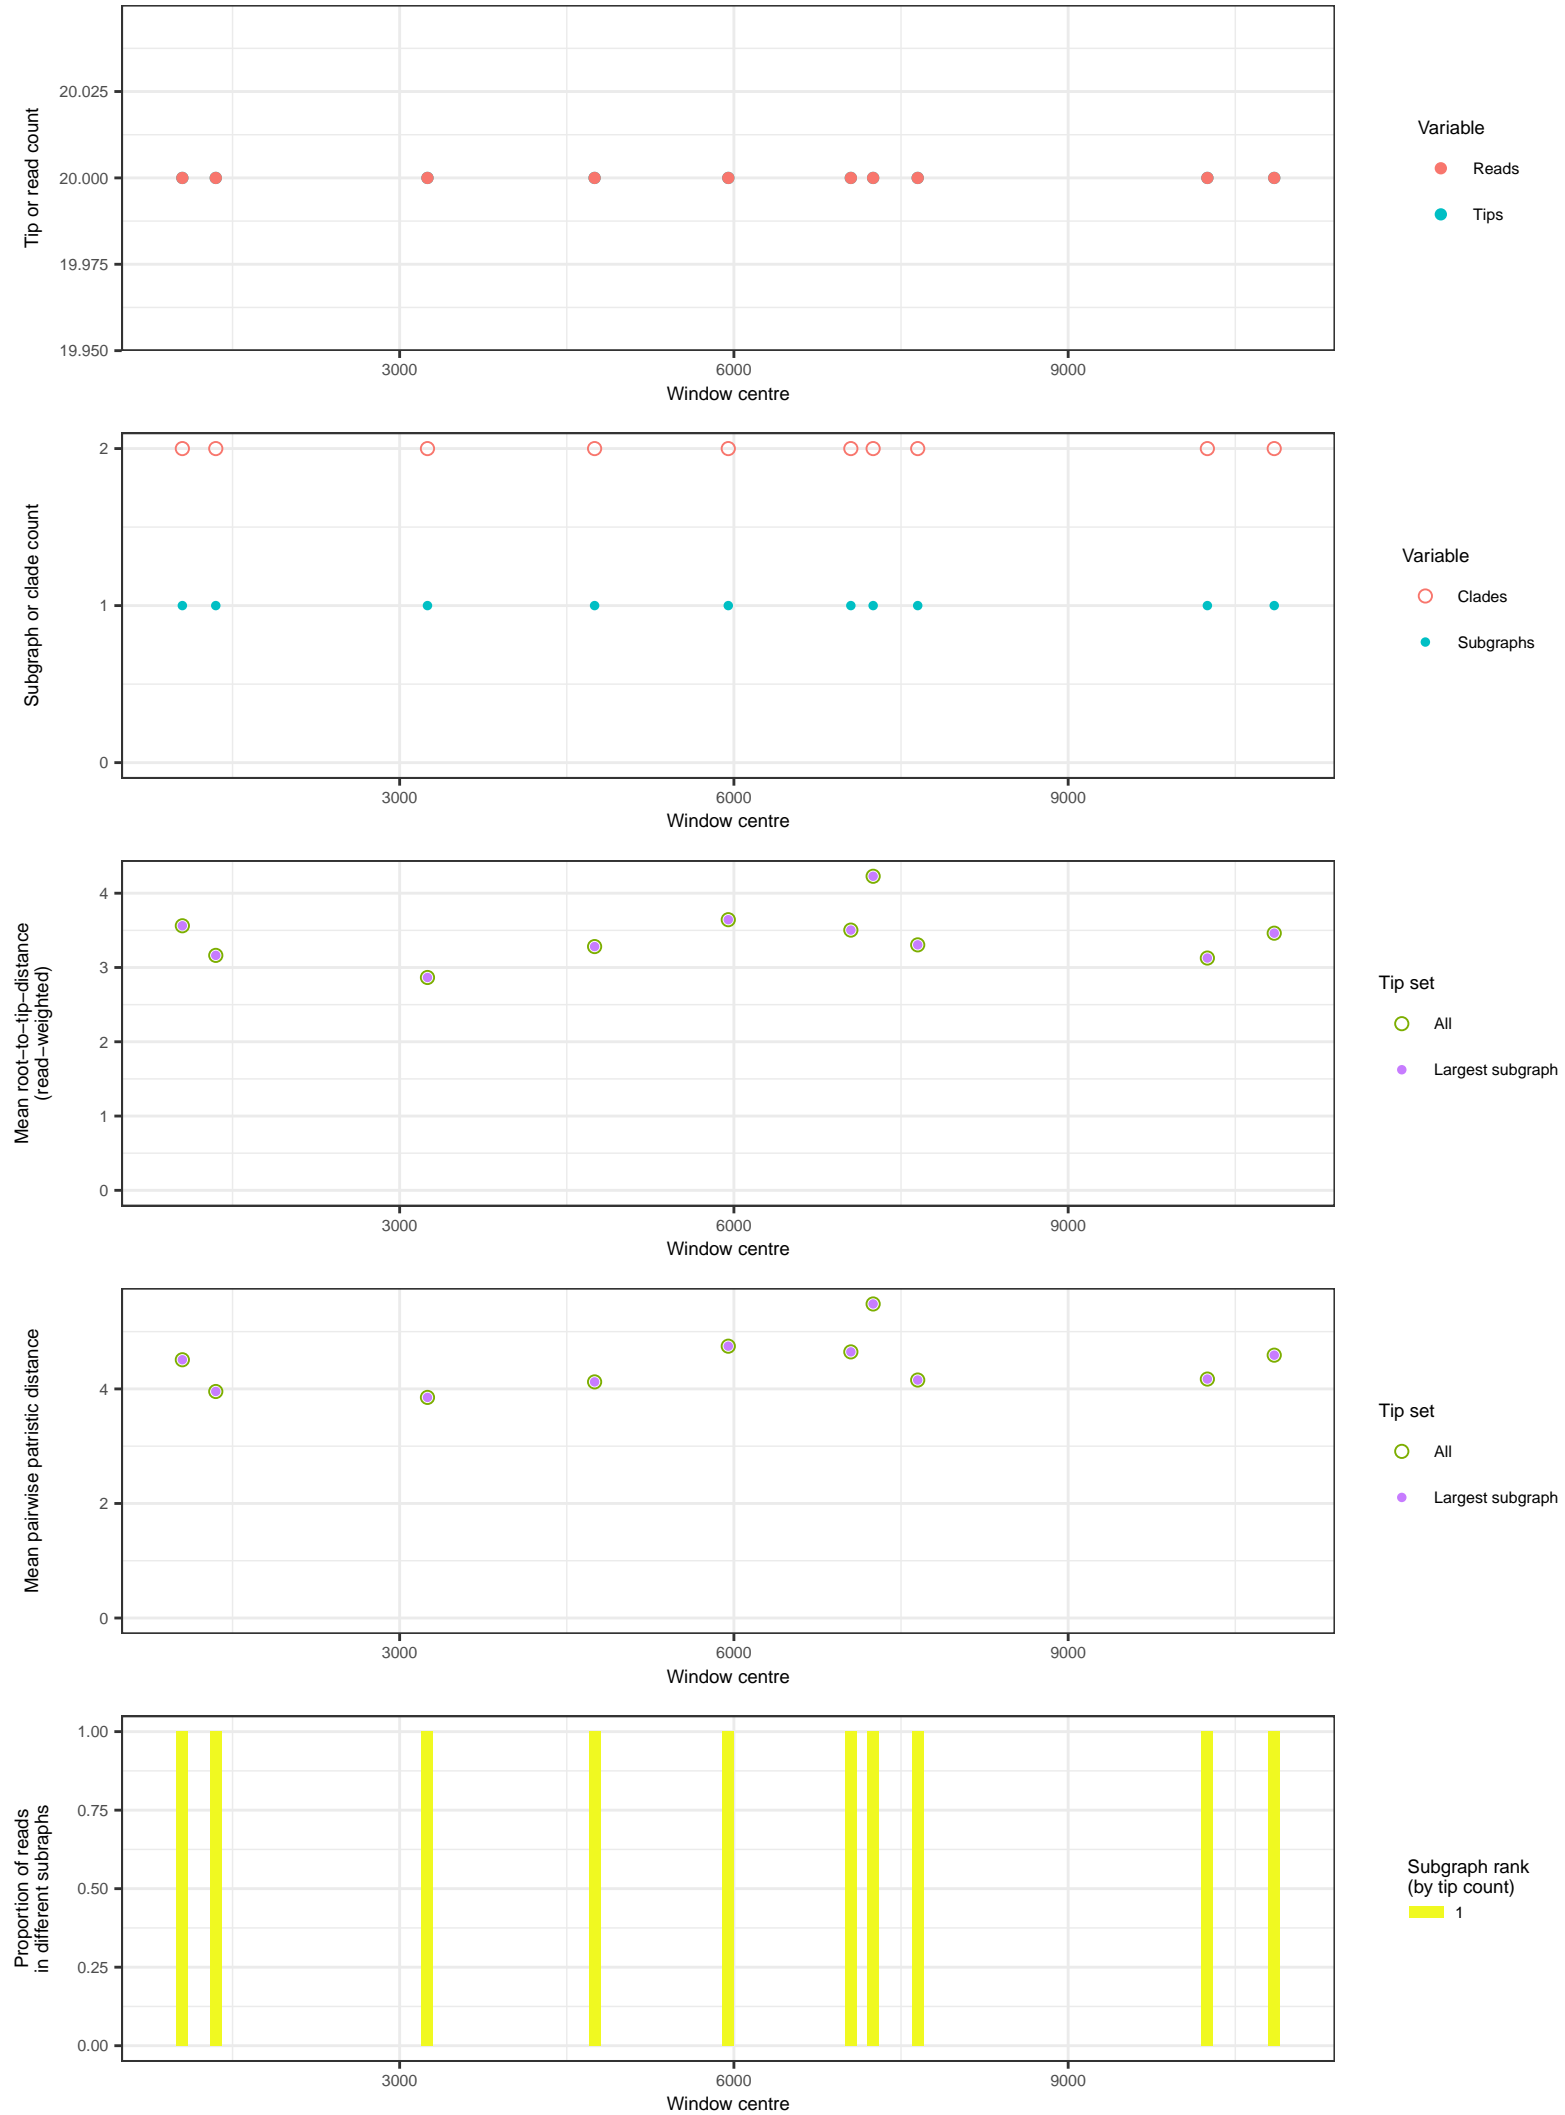 Tip or read count
20.025
20.000
19.975
19.950
3000
6000
9000
Window centre
Variable
Reads
Tips
Subgraph or clade count
2
1
0
3000
6000
9000
Window centre
Variable
Clades
Subgraphs
Mean root−to−tip−distance
(read−weighted)
4
3
2
1
0
3000
6000
9000
Window centre
Tip set
All
Largest subgraph
Mean pairwise patristic distance
4
2
0
3000
6000
9000
Window centre
Tip set
All
Largest subgraph
Proportion of reads
in different subraphs
1.00
0.75
0.50
0.25
0.00
3000
6000
9000
Window centre
Subgraph rank
(by tip count)
1